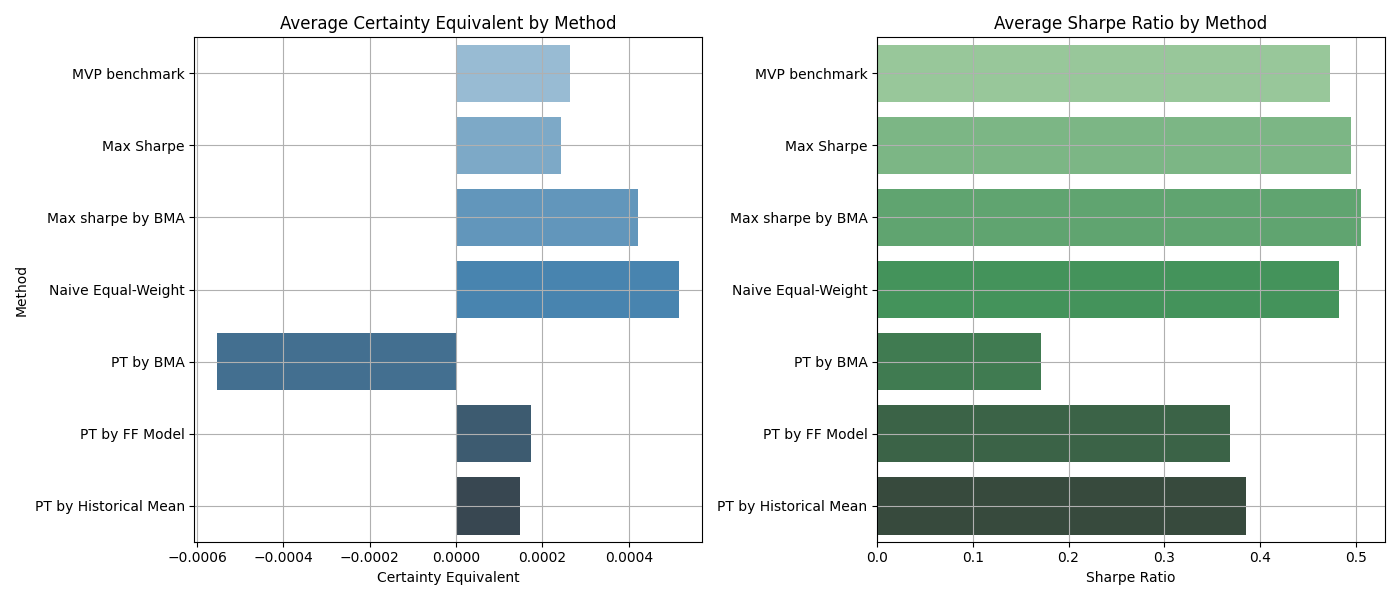 Average Certainty Equivalent by Method
Method
MVP benchmark
Max Sharpe
Max sharpe by BMA
Naive Equal-Weight
PT by BMA
PT by FF Model
PT by Historical Mean
−0.0006 −0.0004 −0.0002 0.0000 0.0002 0.0004
Certainty Equivalent
Average Sharpe Ratio by Method
MVP benchmark
Max Sharpe
Max sharpe by BMA
Naive Equal-Weight
PT by BMA
PT by FF Model
PT by Historical Mean
0.0 0.1 0.2 0.3 0.4 0.5
Sharpe Ratio